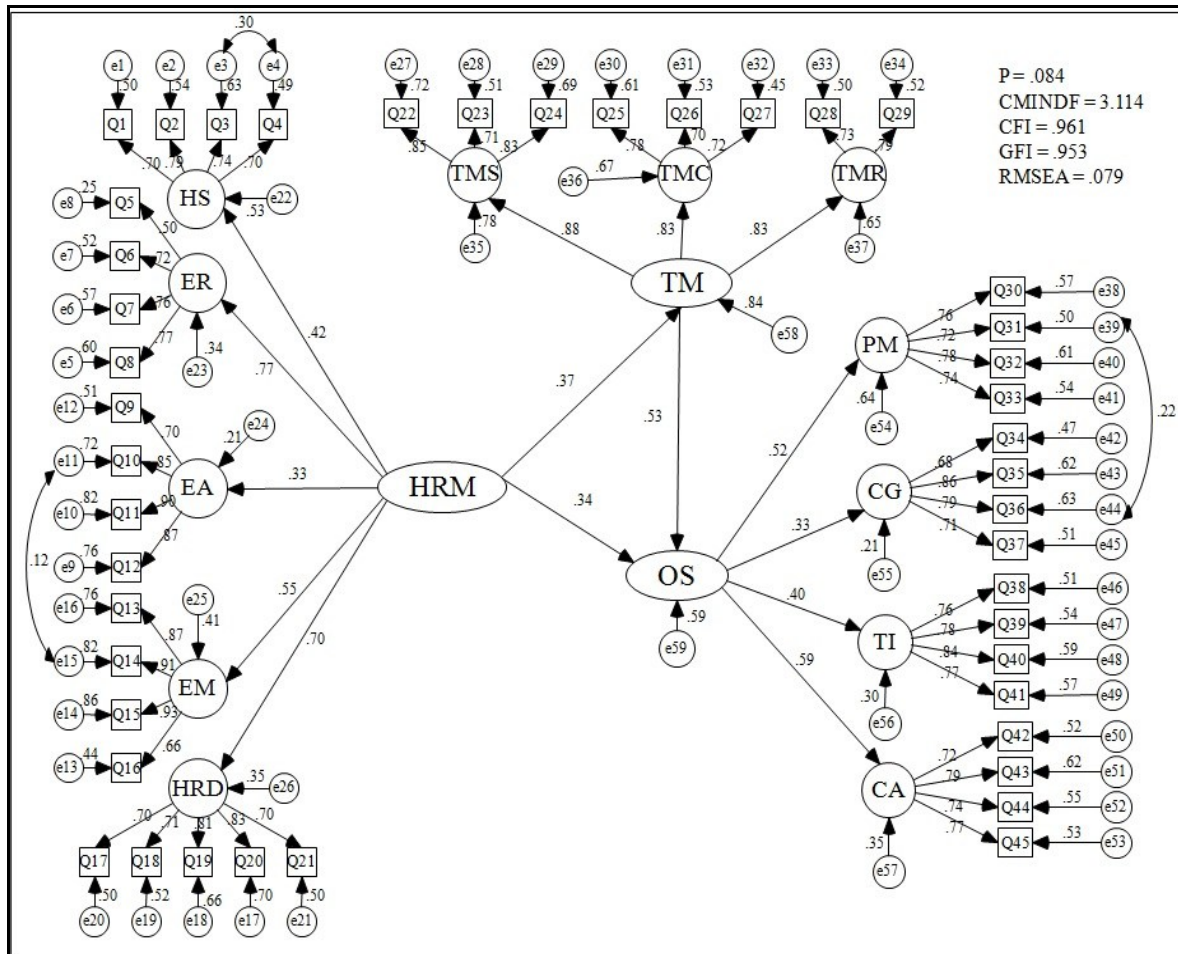 .30
e1 e2 e3 e4
.50 .54 .63 .49
Q1 Q2 Q3 Q4
.70 .79 .74 .70
HS
e22
.53
e8 .25 Q5
.50
e7 .52 Q6
.72
ER
e6 .57 Q7
.76
e5 .60 Q8
.77
.34
e23
e12 .51 Q9
.70
e24
.21
e11 .72 Q10
.85
EA
e10 .82 Q11
.90
e9 .76 Q12
.87
.12
e16 .76 Q13
.87
e25
.41
e15 .82 Q14
.91
EM
e14 .86 Q15
.93
e13 .44 Q16
.66
HRD
.35
e26
.70 .71 .81 .83 .70
Q17 Q18 Q19 Q20 Q21
.50 .52 .66 .70 .50
e20 e19 e18 e17 e21
.42
.77
.33
.55
.70
HRM
.37
.34
e27 e28 e29 e30 e31 e32 e33 e34
.72 .51 .69 .61 .53 .45 .50 .52
Q22 Q23 Q24 Q25 Q26 Q27 Q28 Q29
.85 .71 .83 .78 .70 .72 .73 .79
TMS TMC TMR
e36 .67
.78
e35
.65
e37
.88 .83 .83
TM
.84
e58
.53
OS
.59
e59
.52
.33
.40
.59
P = .084
CMINDF = 3.114
CFI = .961
GFI = .953
RMSEA = .079
.76 Q30 .57 e38
.72 Q31 .50 e39
PM
.78 Q32 .61 e40
.74 Q33 .54 e41
.64
e54
.22
.68 Q34 .47 e42
.86 Q35 .62 e43
CG
.79 Q36 .63 e44
.71 Q37 .51 e45
.21
e55
.76 Q38 .51 e46
.78 Q39 .54 e47
TI
.84 Q40 .59 e48
.77 Q41 .57 e49
.30
e56
.72 Q42 .52 e50
.79 Q43 .62 e51
CA
.74 Q44 .55 e52
.77 Q45 .53 e53
.35
e57